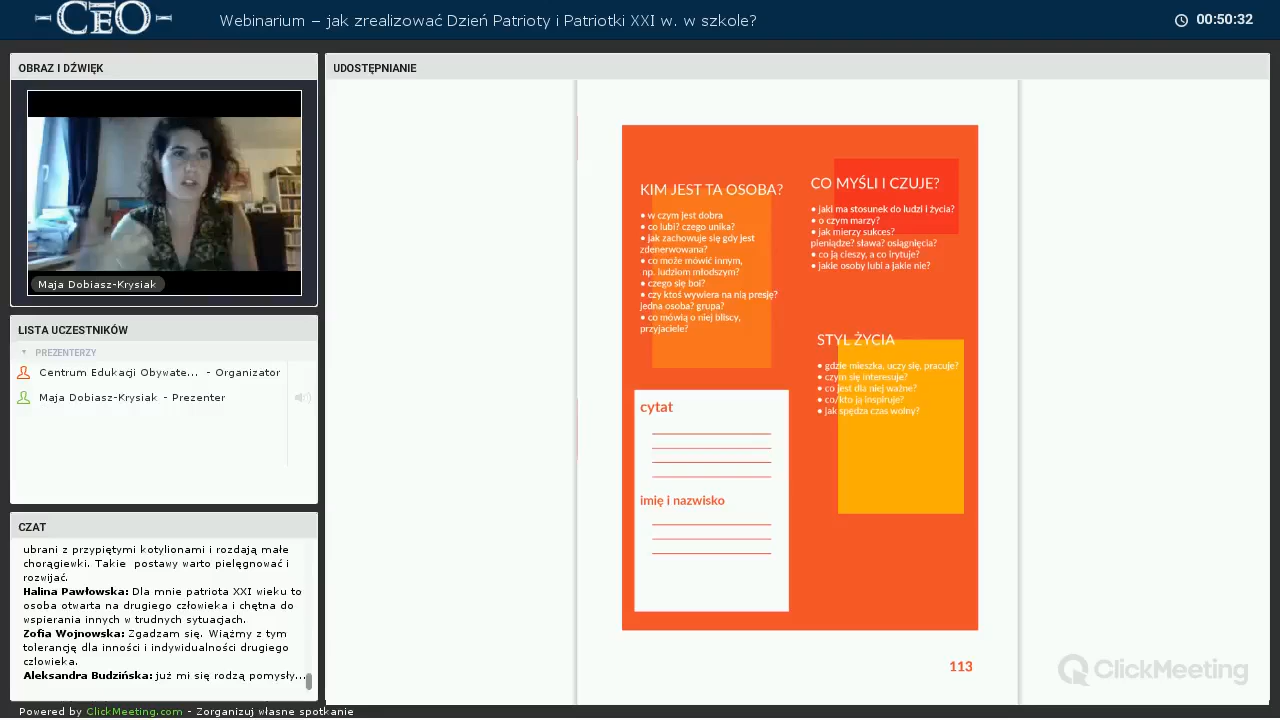 CEO
Webinarium – jak zrealizować Dzień Patrioty i Patriotki XXI w. w szkole?
00:50:32
OBRAZ I DŹWIĘK
Maja Dobiasz-Krysiak
LISTA UCZESTNIKÓW
PREZENTERZY
Centrum Edukacji Obywate... - Organizator
Maja Dobiasz-Krysiak - Prezenter
CZAT
ubrani z przypiętymi kotylionami i rozdają małe
chorągiewki. Takie postawy warto pielęgnować i
rozwijać.
Halina Pawłowska: Dla mnie patriota XXI wieku to
osoba otwarta na drugiego człowieka i chętna do
wspierania innych w trudnych sytuacjach.
Zofia Wojnowska: Zgadzam się. Wiążmy z tym
tolerancję dla inności i indywidualności drugiego
człowieka.
Aleksandra Budzińska: już mi się rodzą pomysły...
UDOSTĘPNIANIE
KIM JEST TA OSOBA?
• w czym jest dobra
• co lubi? czego unika?
• jak zachowuje się gdy jest
zdenerwowana?
• co może mówić innym,
np. ludziom młodszym?
• czego się boi?
• czy ktoś wywiera na nią presję?
jedna osoba? grupa?
• co mówią o niej bliscy,
przyjaciele?
cytat
imię i nazwisko
CO MYŚLI I CZUJE?
• jaki ma stosunek do ludzi i życia?
• o czym marzy?
• jak mierzy sukces?
pieniądze? sława? osiągnięcia?
• co ją cieszy, a co irytuje?
• jakie osoby lubi a jakie nie?
STYL ŻYCIA
• gdzie mieszka, uczy się, pracuje?
• czym się interesuje?
• co jest dla niej ważne?
• co/kto ją inspiruje?
• jak spędza czas wolny?
113
ClickMeeting
Powered by ClickMeeting.com - Zorganizuj własne spotkanie